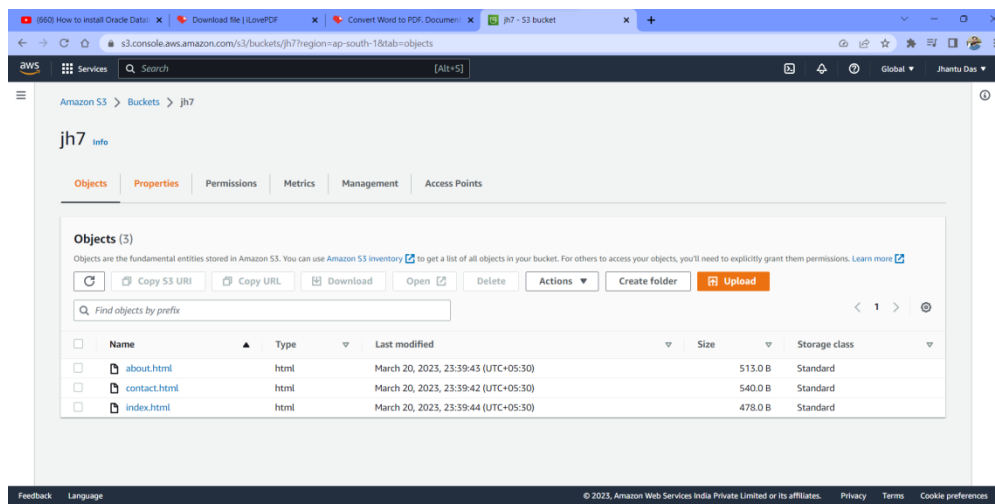 (660) How to install Oracle Datab
Download file | iLovePDF
Convert Word to PDF. Document
jh7 - S3 bucket
s3.console.aws.amazon.com/s3/buckets/jh7?region=ap-south-1&tab=objects
aws
Services
Search
[Alt+S]
Global
Jhantu Das
Amazon S3 > Buckets > jh7
jh7 Info
Objects Properties Permissions Metrics Management Access Points
Objects (3)
Objects are the fundamental entities stored in Amazon S3. You can use Amazon S3 inventory to get a list of all objects in your bucket. For others to access your objects, you'll need to explicitly grant them permissions. Learn more
Copy S3 URI Copy URL Download Open Delete Actions Create folder Upload
Find objects by prefix
< 1 >
Name Type Last modified Size Storage class
about.html html March 20, 2023, 23:39:43 (UTC+05:30) 513.0 B Standard
contact.html html March 20, 2023, 23:39:42 (UTC+05:30) 540.0 B Standard
index.html html March 20, 2023, 23:39:44 (UTC+05:30) 478.0 B Standard
Feedback Language © 2023, Amazon Web Services India Private Limited or its affiliates. Privacy Terms Cookie preferences